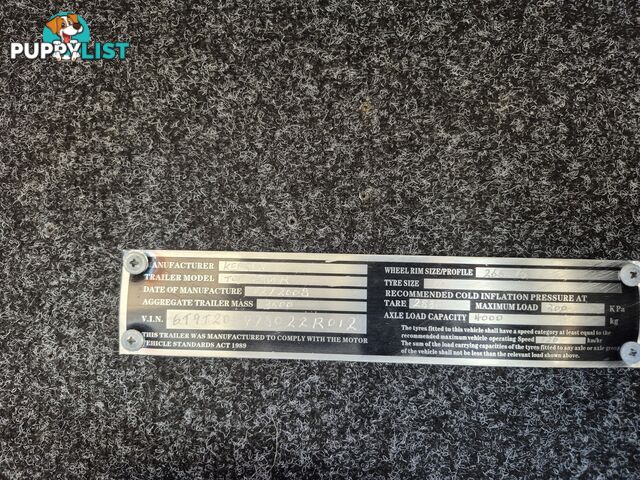 PUPPYLIST
MANUFACTURER
TRAILER MODEL
DATE OF MANUFACTURE
AGGREGATE TRAILER MASS
V.I.N.
THIS TRAILER WAS MANUFACTURED TO COMPLY WITH THE MOTOR
VEHICLE STANDARDS ACT 1989
WHEEL RIM SIZE/PROFILE
TYRE SIZE
RECOMMENDED COLD INFLATION PRESSURE AT
TARE MAXIMUM LOAD KPa
AXLE LOAD CAPACITY 4000 kg
The tyres fitted to this vehicle shall have a speed category at least equal to the
recommended maximum vehicle operating Speed km/hr
The sum of the load carrying capacities of the tyres fitted to any axle or axle group
of the vehicle shall not be less than the relevant load shown above.